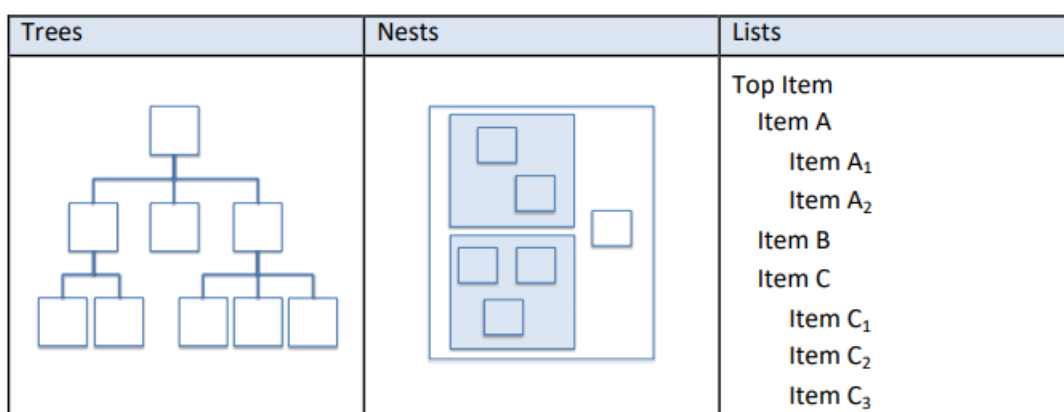 Trees
Nests
Lists
Top Item
Item A
Item A₁
Item A₂
Item B
Item C
Item C₁
Item C₂
Item C₃